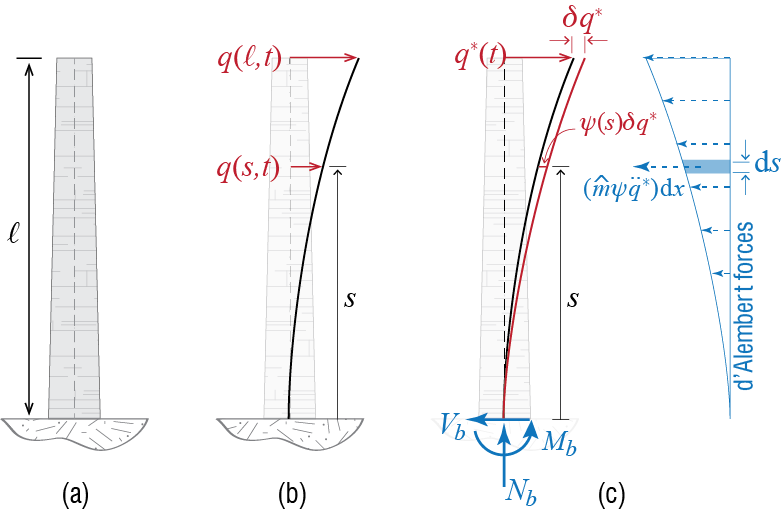 ℓ
(a)
q(ℓ,t)
q(s,t)
s
(b)
δq*
q*(t)
ψ(s)δq*
s
V_b
M_b
N_b
(c)
(m̂ψq̈*)dx
ds
d'Alembert forces